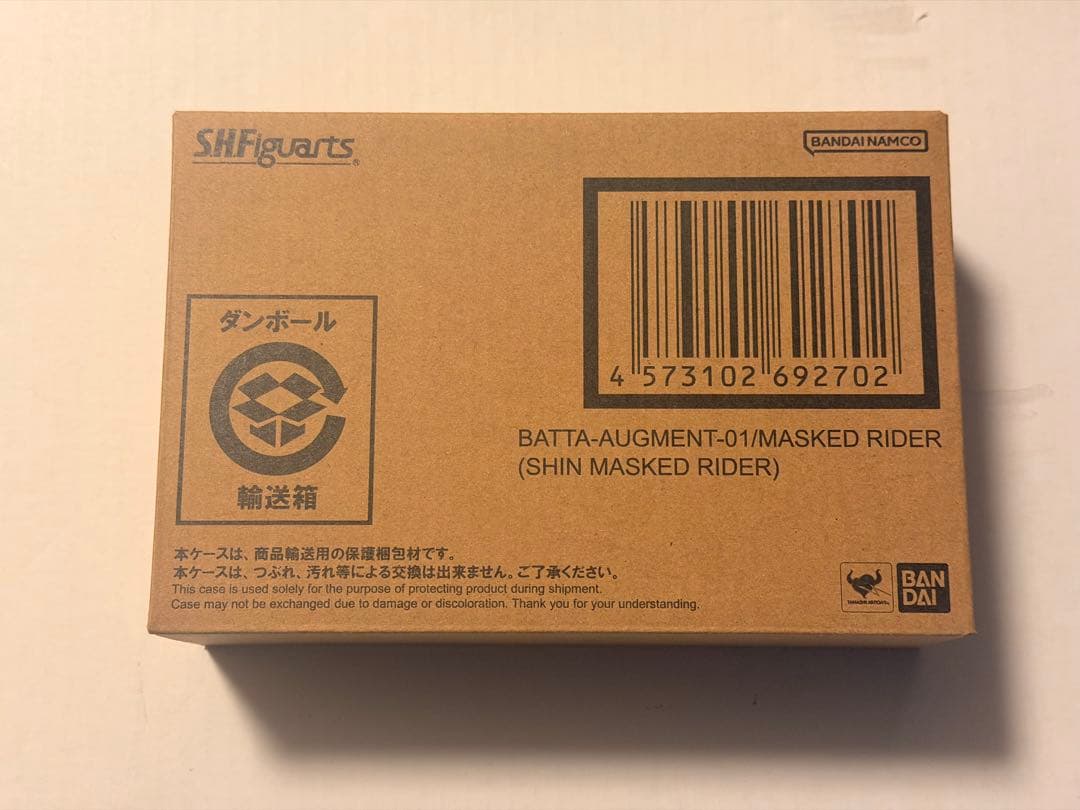 S.H.Figuarts®
BANDAI NAMCO
4 573102 692702
BATTA-AUGMENT-01/MASKED RIDER
(SHIN MASKED RIDER)
ダンボール
輸送箱
本ケースは、商品輸送用の保護梱包材です。
本ケースは、つぶれ、汚れ等による交換は出来ません。ご了承ください。
This case is used solely for the purpose of protecting product during shipment.
Case may not be exchanged due to damage or discoloration. Thank you for your understanding.
TAMASHII NATIONS
BAN
DAI